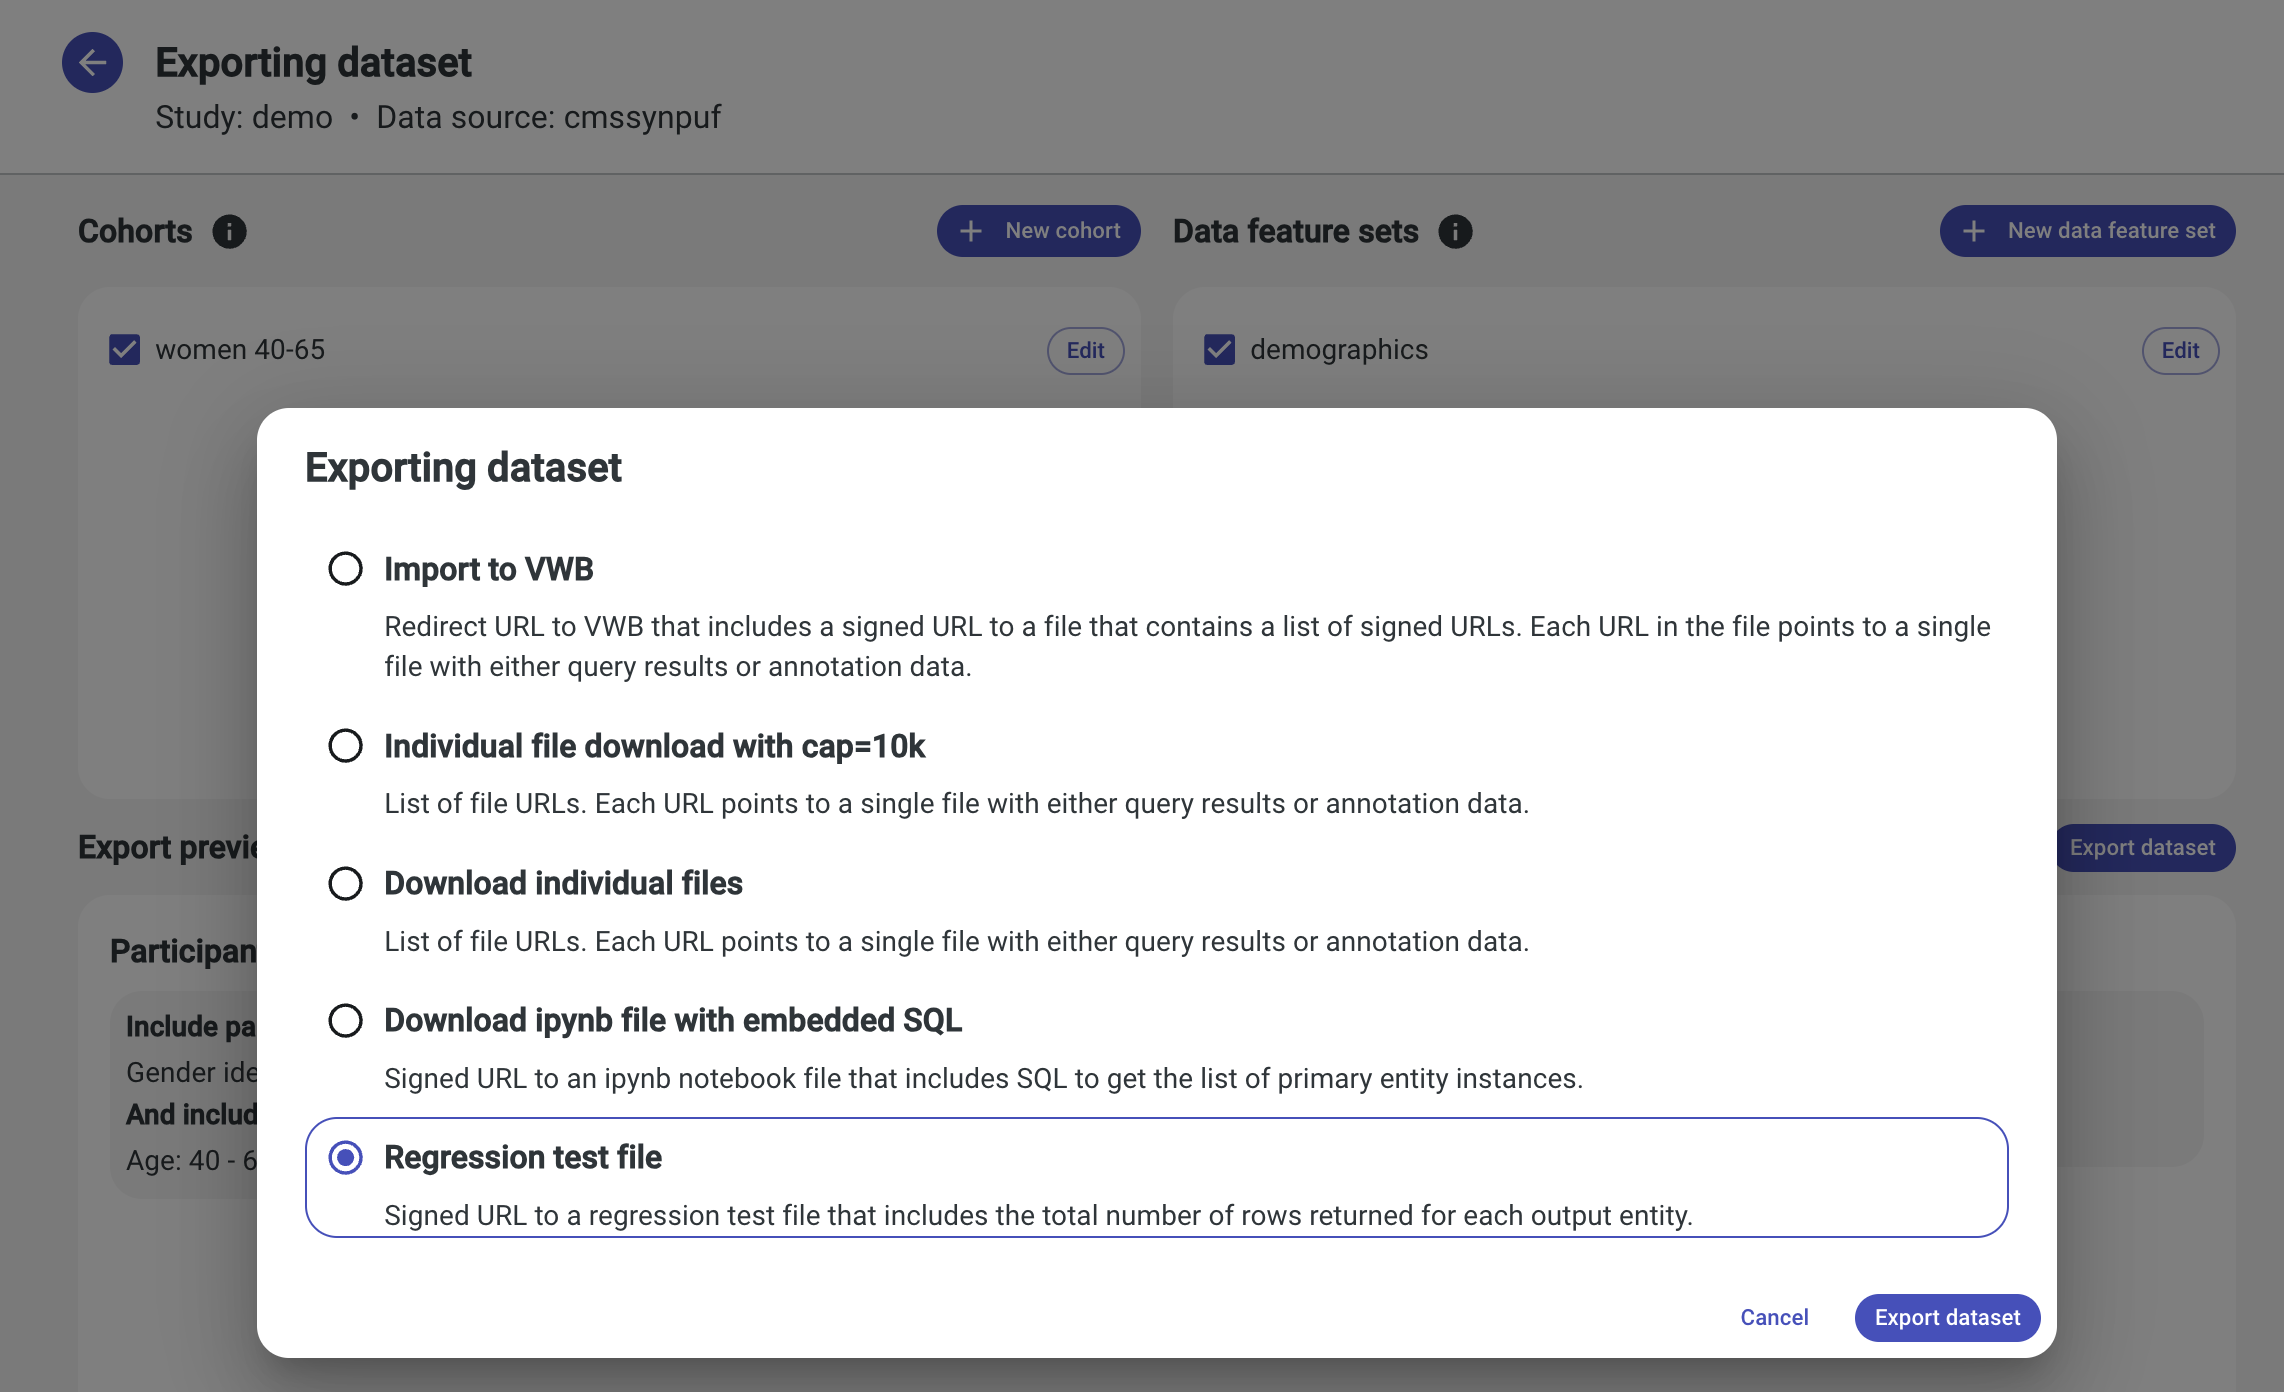 Exporting dataset
Study: demo • Data source: cmssynpuf
Cohorts
New cohort
Data feature sets
New data feature set
women 40-65
Edit
demographics
Edit
Exporting dataset
Import to VWB
Redirect URL to VWB that includes a signed URL to a file that contains a list of signed URLs. Each URL in the file points to a single
file with either query results or annotation data.
Individual file download with cap=10k
List of file URLs. Each URL points to a single file with either query results or annotation data.
Download individual files
List of file URLs. Each URL points to a single file with either query results or annotation data.
Download ipynb file with embedded SQL
Signed URL to an ipynb notebook file that includes SQL to get the list of primary entity instances.
Regression test file
Signed URL to a regression test file that includes the total number of rows returned for each output entity.
Cancel
Export dataset
Export
Export dataset
Include
Gender
And
Age: 40 -